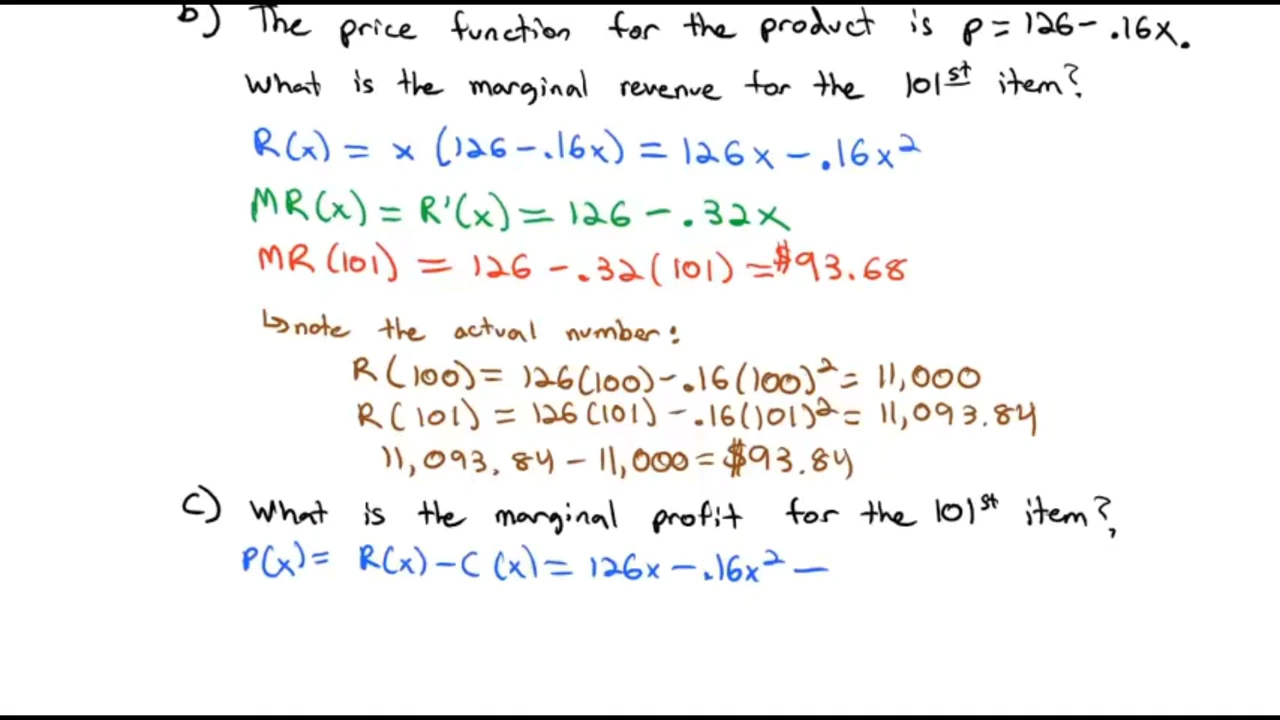 b) The price function for the product is p = 126 - .16x.
What is the marginal revenue for the 101st item?
R(x) = x (126 - .16x) = 126x - .16x²
MR(x) = R'(x) = 126 - .32x
MR(101) = 126 - .32(101) = $93.68
↳ note the actual number:
R(100) = 126(100) - .16(100)² = 11,000
R(101) = 126(101) - .16(101)² = 11,093.84
11,093.84 - 11,000 = $93.84
c) What is the marginal profit for the 101st item?
P(x) = R(x) - C(x) = 126x - .16x² -